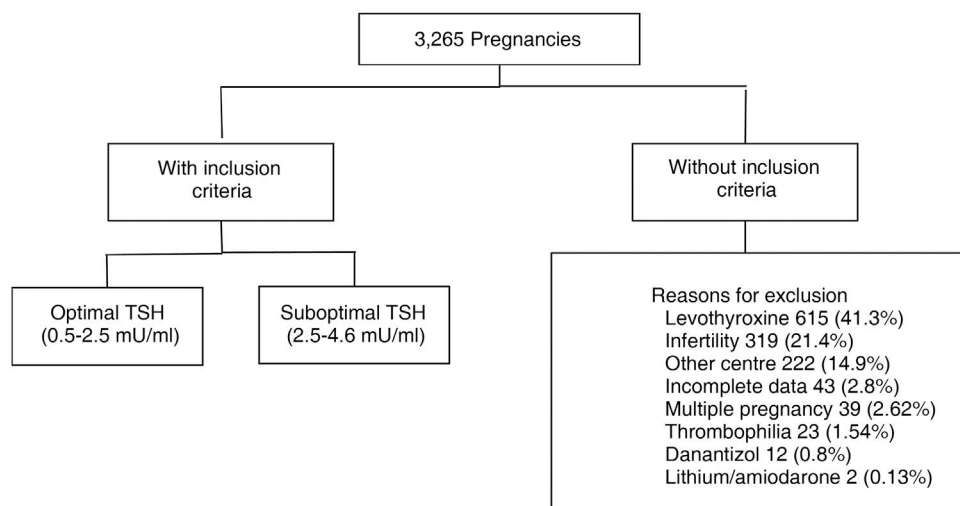 3,265 Pregnancies
With inclusion
criteria
Without inclusion
criteria
Optimal TSH
(0.5-2.5 mU/ml)
Suboptimal TSH
(2.5-4.6 mU/ml)
Reasons for exclusion
Levothyroxine 615 (41.3%)
Infertility 319 (21.4%)
Other centre 222 (14.9%)
Incomplete data 43 (2.8%)
Multiple pregnancy 39 (2.62%)
Thrombophilia 23 (1.54%)
Danantizol 12 (0.8%)
Lithium/amiodarone 2 (0.13%)